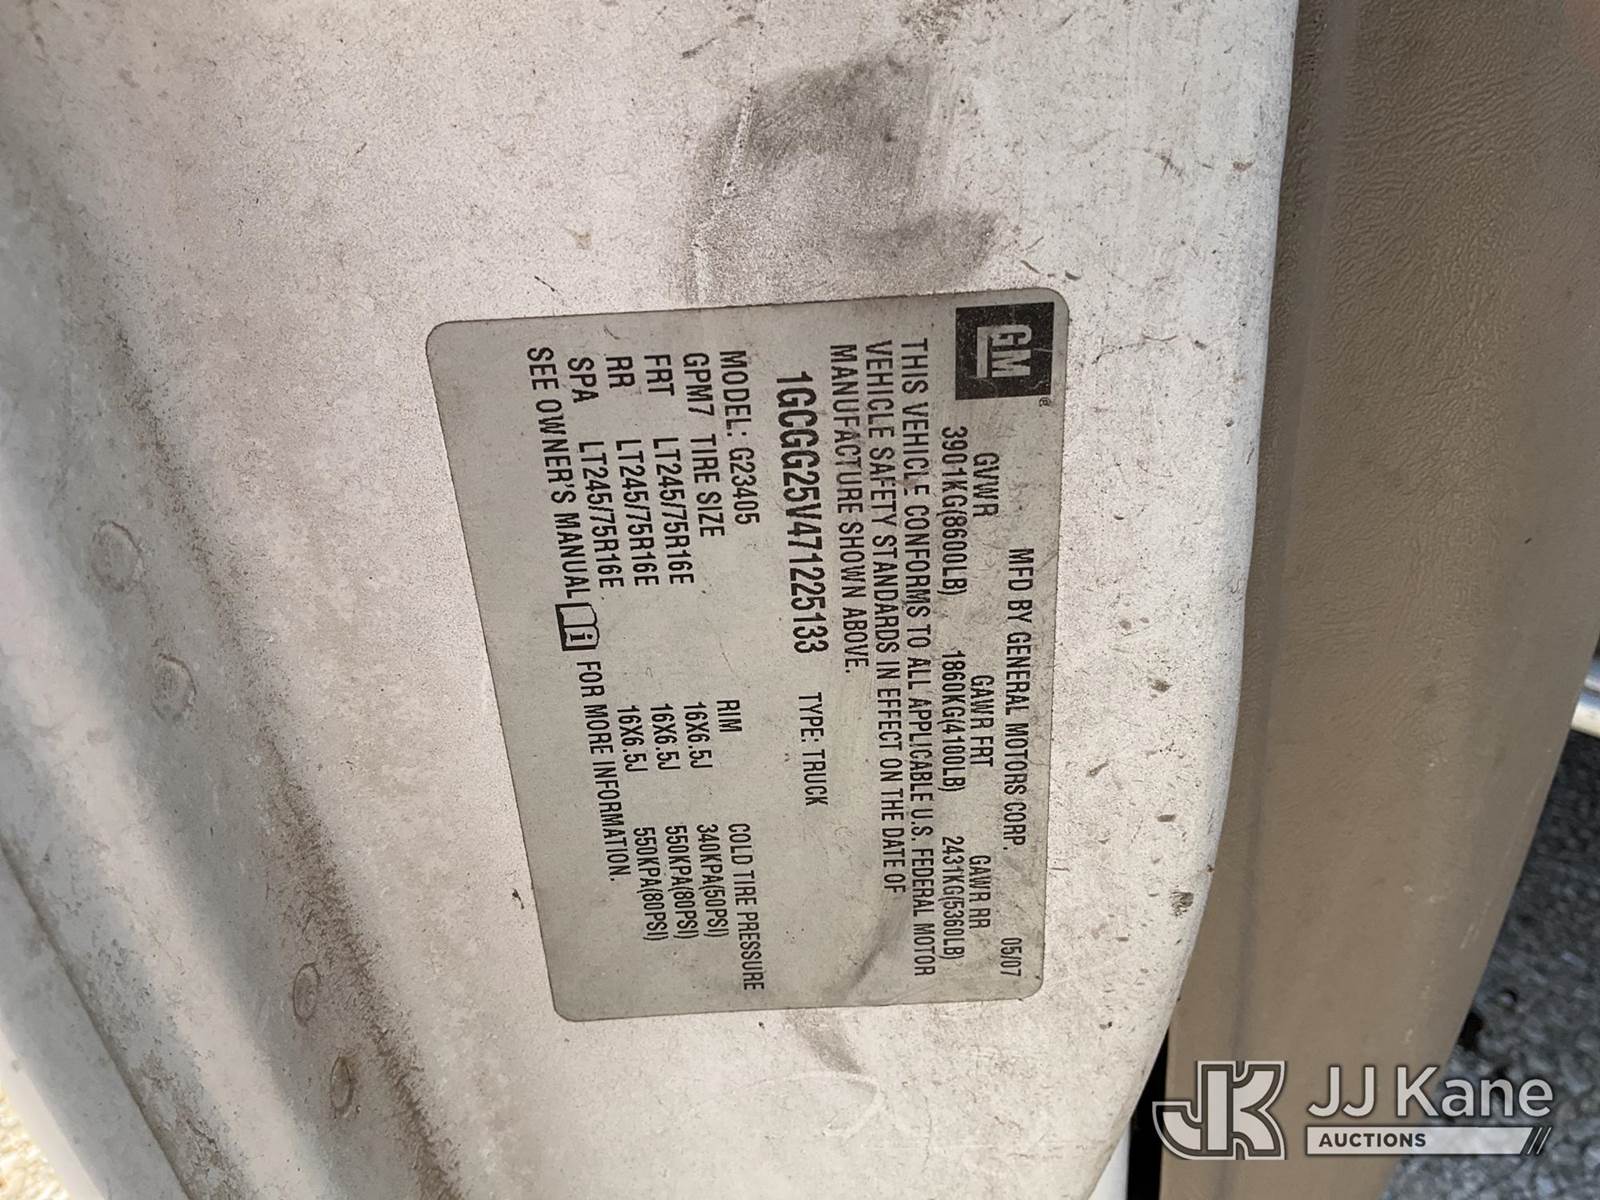 GM®
MFD BY GENERAL MOTORS CORP. 05/07
GVWR GAWR FRT GAWR RR
3901KG(8600LB) 1860KG(4100LB) 2431KG(5360LB)
THIS VEHICLE CONFORMS TO ALL APPLICABLE U.S. FEDERAL MOTOR
VEHICLE SAFETY STANDARDS IN EFFECT ON THE DATE OF
MANUFACTURE SHOWN ABOVE.
1GCGG25V471225133 TYPE: TRUCK
MODEL: G23405
GPM7 TIRE SIZE RIM COLD TIRE PRESSURE
FRT LT245/75R16E 16X6.5J 340KPA(50PSI)
RR LT245/75R16E 16X6.5J 550KPA(80PSI)
SPA LT245/75R16E 16X6.5J 550KPA(80PSI)
SEE OWNER'S MANUAL i FOR MORE INFORMATION.
JK JJ Kane
AUCTIONS